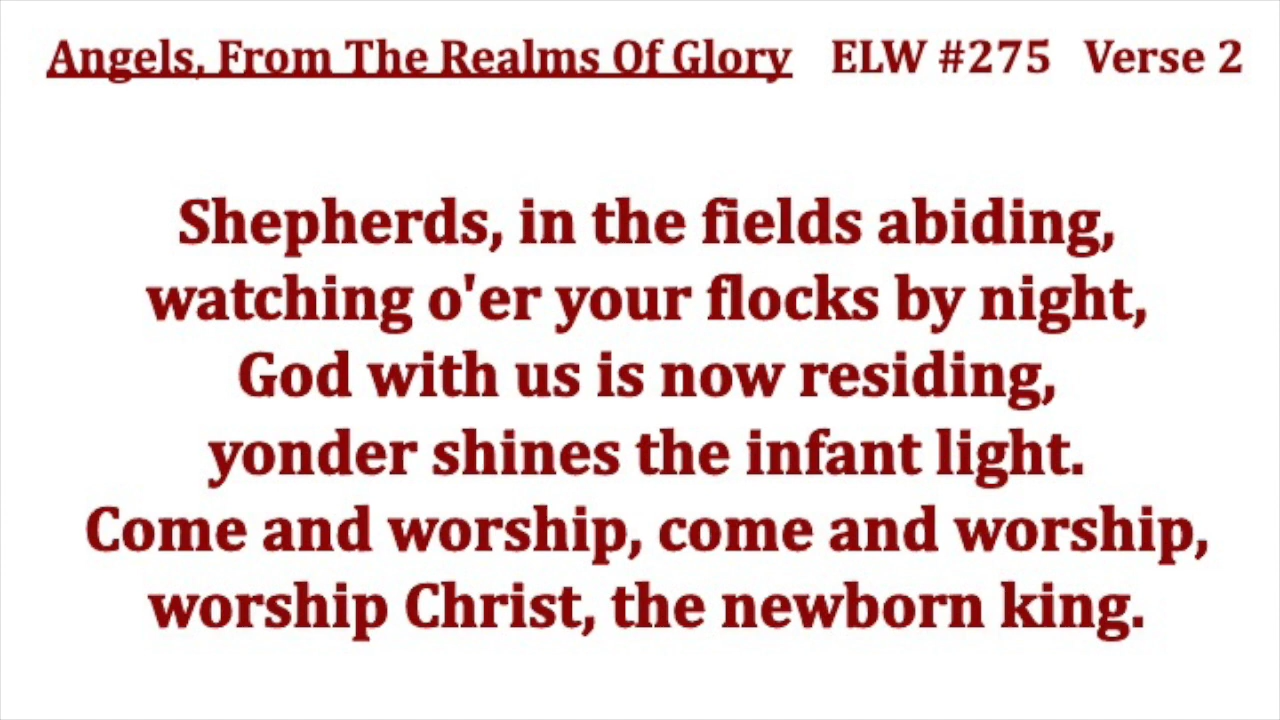 Angels, From The Realms Of Glory ELW #275 Verse 2
Shepherds, in the fields abiding,
watching o'er your flocks by night,
God with us is now residing,
yonder shines the infant light.
Come and worship, come and worship,
worship Christ, the newborn king.